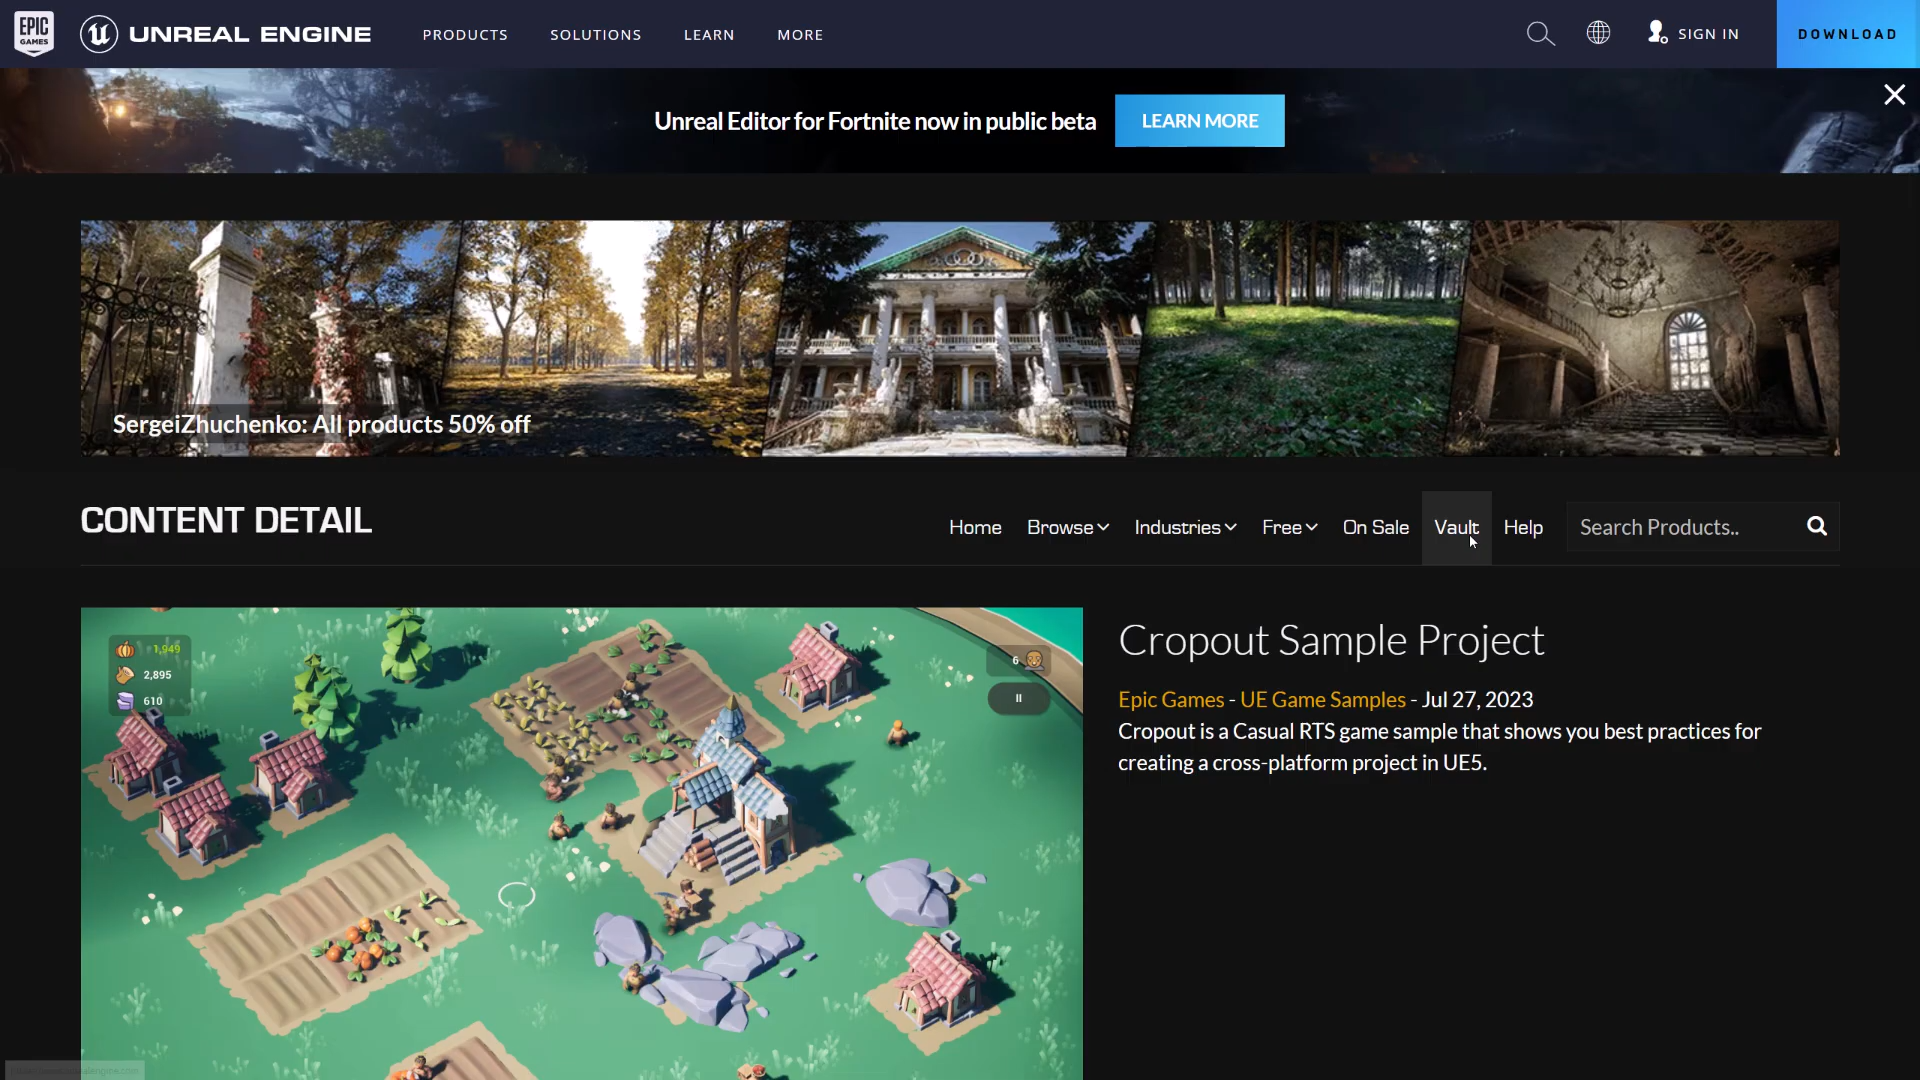 EPIC
GAMES
UNREAL ENGINE
PRODUCTS
SOLUTIONS
LEARN
MORE
SIGN IN
DOWNLOAD
Unreal Editor for Fortnite now in public beta
LEARN MORE
SergeiZhuchenko: All products 50% off
CONTENT DETAIL
Home
Browse
Industries
Free
On Sale
Vault
Help
Search Products..
1,949
2,895
610
6
Cropout Sample Project
Epic Games - UE Game Samples - Jul 27, 2023
Cropout is a Casual RTS game sample that shows you best practices for
creating a cross-platform project in UE5.